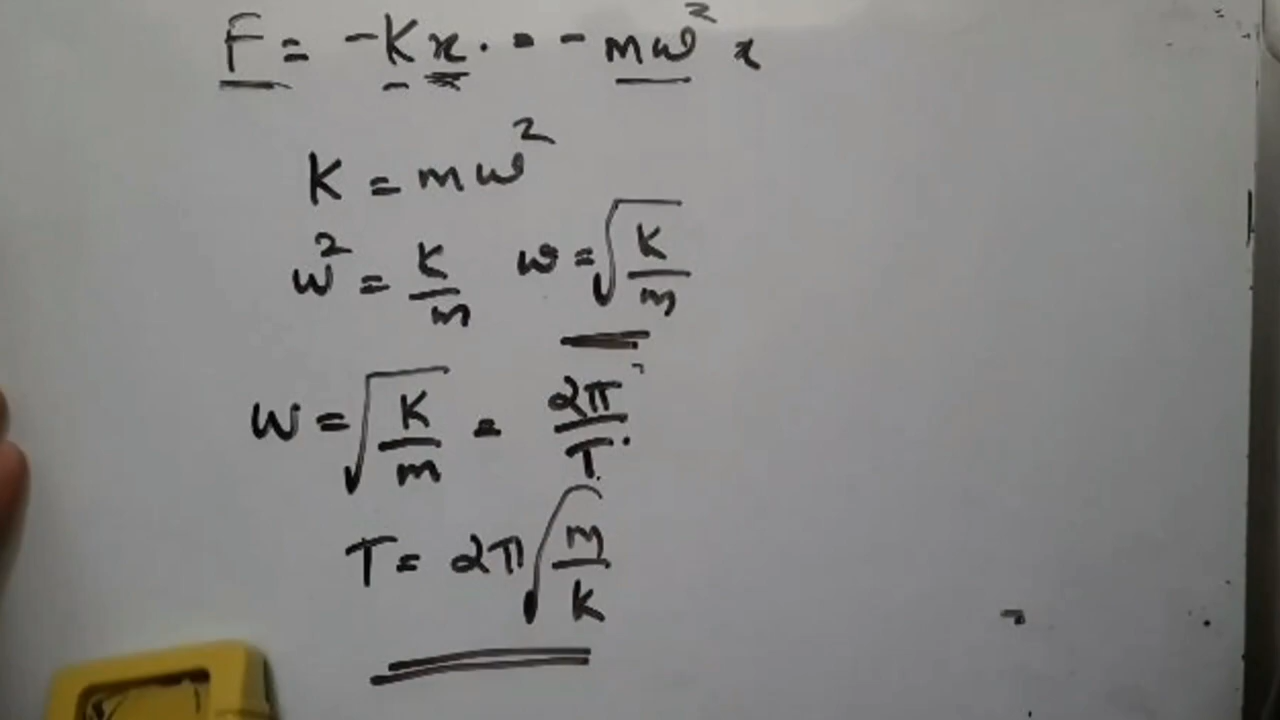 F = -Kx. = -mω² x
K = mω²
ω² = K/m ω = √(K/m)
ω = √(K/m) = 2π/T
T = 2π√(m/K)